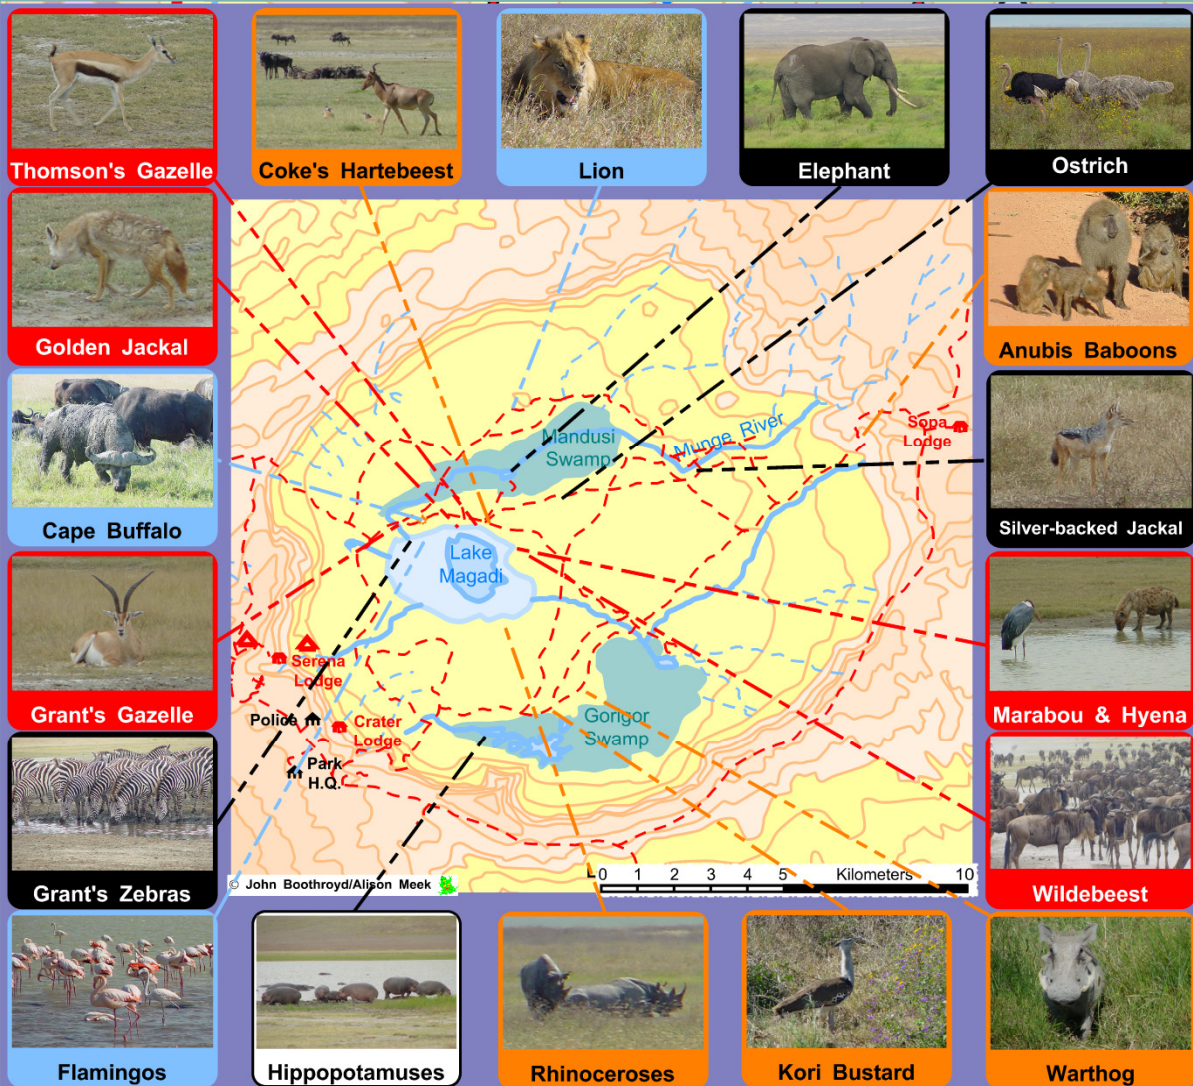 Thomson's Gazelle
Coke's Hartebeest
Lion
Elephant
Ostrich
Golden Jackal
Anubis Baboons
Cape Buffalo
Silver-backed Jackal
Grant's Gazelle
Marabou & Hyena
Grant's Zebras
Wildebeest
Flamingos
Hippopotamuses
Rhinoceroses
Kori Bustard
Warthog
Mandusi
Swamp
Munge River
Sopa
Lodge
Lake
Magadi
Serena
Lodge
Police
Crater
Lodge
Park
H.Q.
Gorigor
Swamp
© John Boothroyd/Alison Meek
0 1 2 3 4 5 Kilometers 10